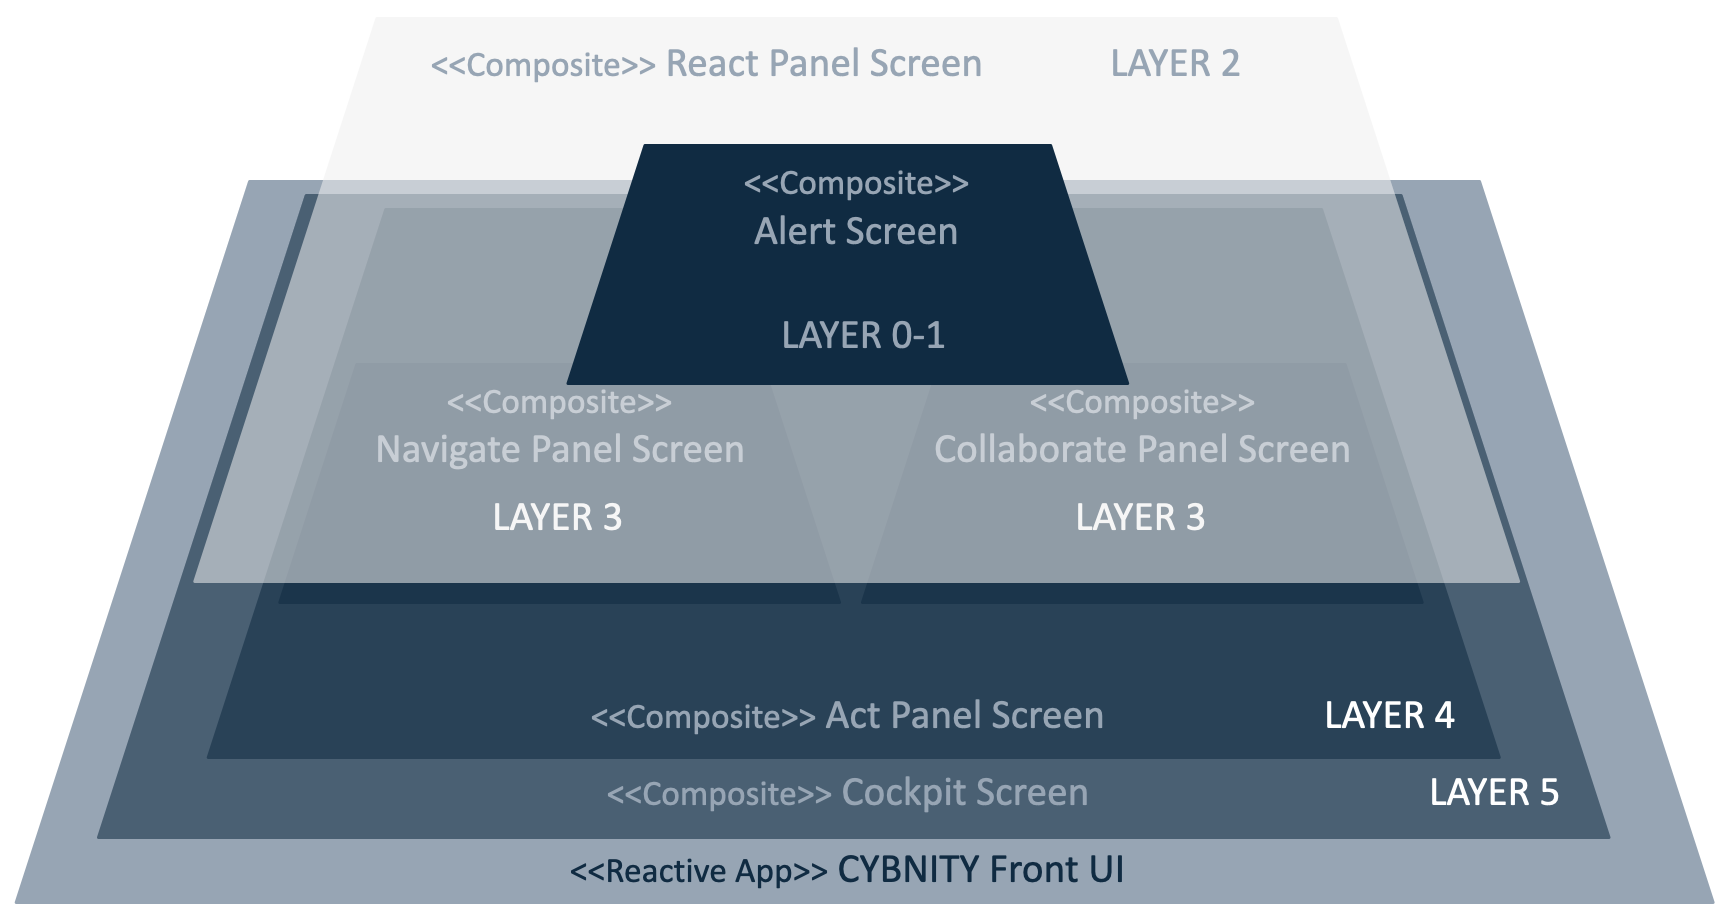 <<Composite>> React Panel Screen LAYER 2
<<Composite>>
Alert Screen
LAYER 0-1
<<Composite>>
Navigate Panel Screen
LAYER 3
<<Composite>>
Collaborate Panel Screen
LAYER 3
<<Composite>> Act Panel Screen LAYER 4
<<Composite>> Cockpit Screen LAYER 5
<<Reactive App>> CYBNITY Front UI